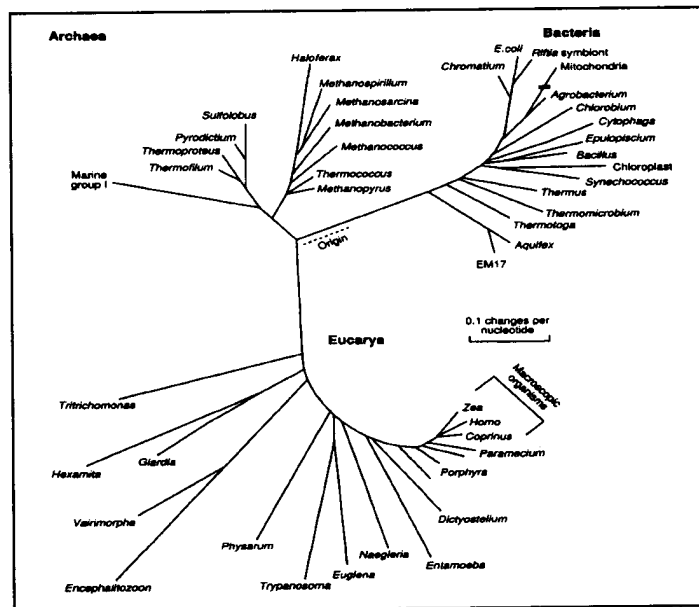 Archaea
Haloferax
Methanospirillum
Methanosarcina
Methanobacterium
Methanococcus
Thermococcus
Methanopyrus
Sulfolobus
Pyrodictium
Thermoproteus
Thermofilum
Marine
group I
Bacteria
E.coli
Riftia symbiont
Chromatium
Mitochondria
Agrobacterium
Chlorobium
Cytophaga
Epulopiscium
Bacillus
Chloroplast
Synechococcus
Thermus
Thermomicrobium
Thermotoga
Aquifex
EM17
Origin
0.1 changes per
nucleotide
Eucarya
Macroscopic
organisms
Zea
Homo
Coprinus
Paramecium
Porphyra
Dictyostelium
Entamoeba
Naegleria
Euglena
Trypanosoma
Physarum
Encephalitozoon
Vairimorpha
Giardia
Hexamita
Tritrichomonas